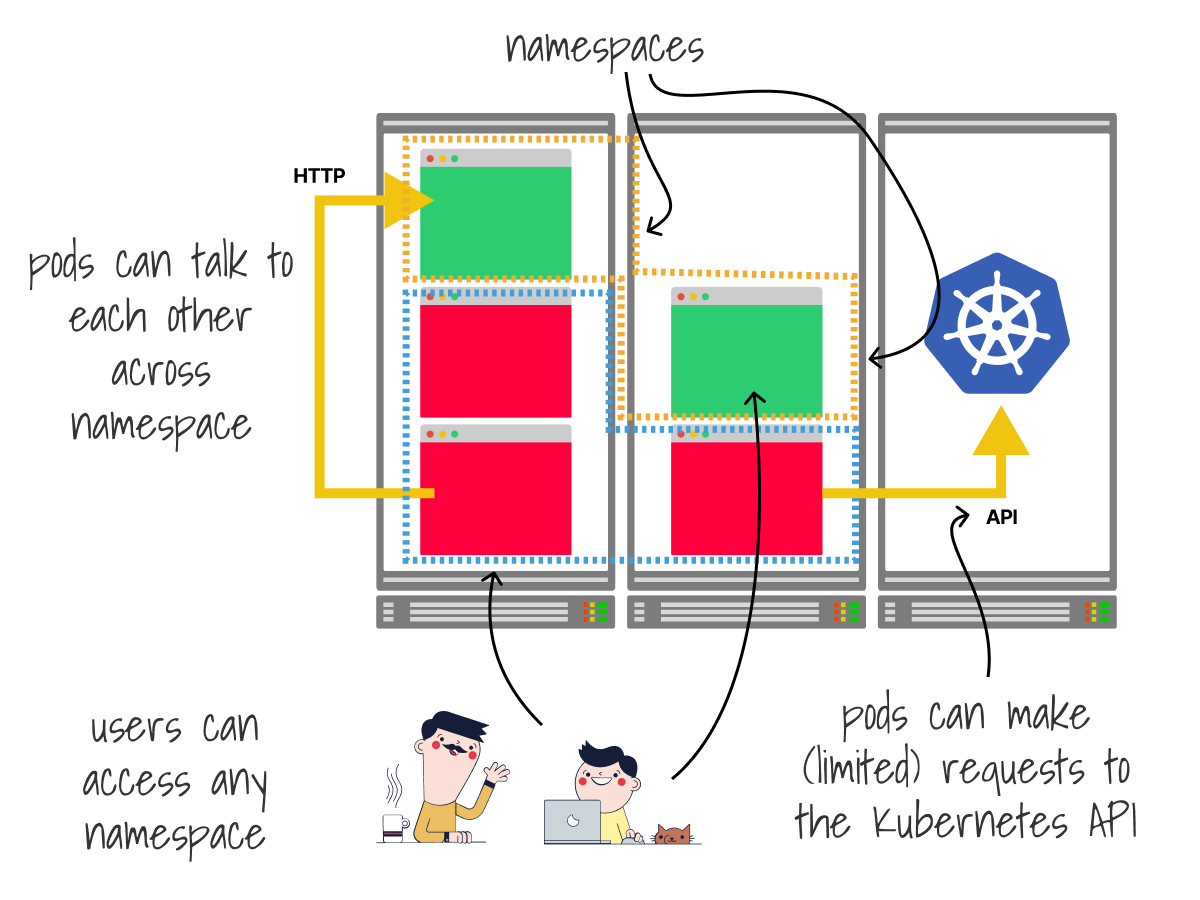 namespaces
HTTP
pods can talk to
each other
across
namespace
API
users can
access any
namespace
pods can make
(limited) requests to
the Kubernetes API